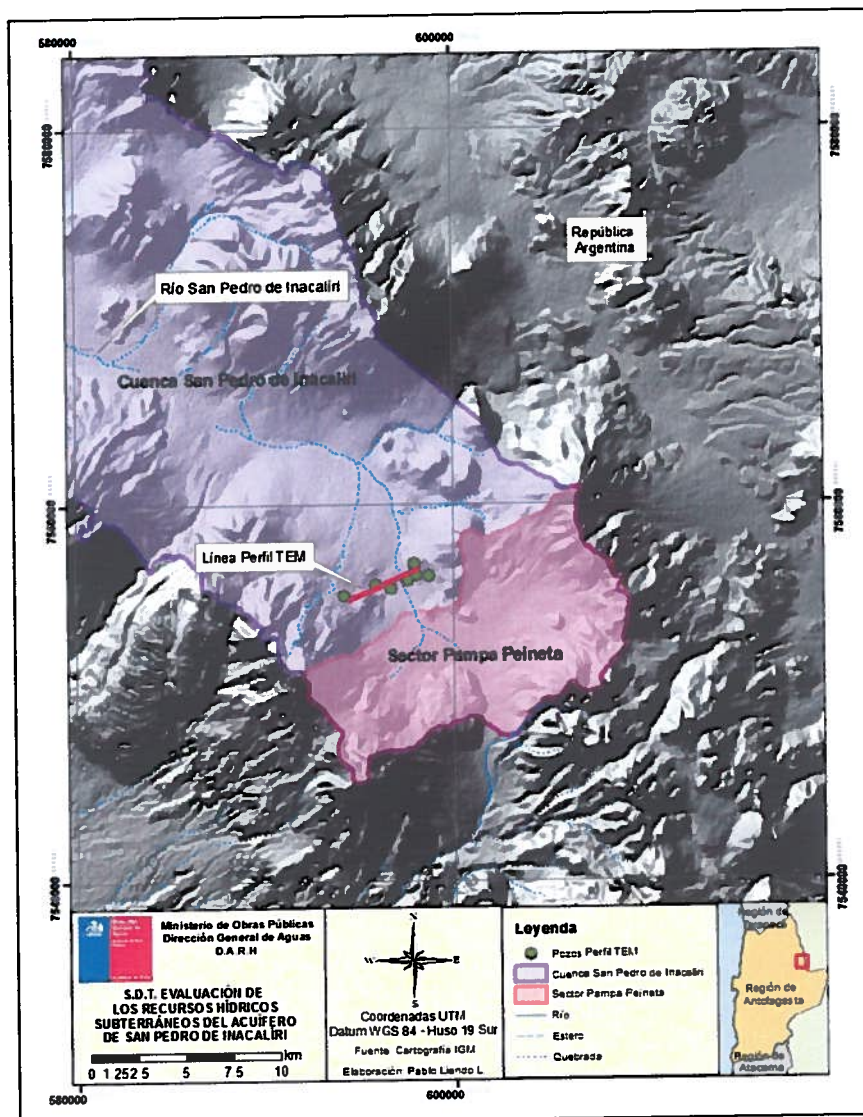 580000
600000
7580000
7580000
República
Argentina
Río San Pedro de Inacaliri
Cuenca San Pedro de Inacaliri
7560000
7560000
Línea Perfil TEM
Sector Pampa Peineta
7540000
7540000
Ministerio de Obras Públicas
Dirección General de Aguas
D.A.R.H
S.D.T. EVALUACIÓN DE
LOS RECURSOS HÍDRICOS
SUBTERRÁNEOS DEL ACUÍFERO
DE SAN PEDRO DE INACALÍRI
km
0 1.25 2.5 5 7.5 10
N
W E
S
Coordenadas UTM
Datum WGS 84 - Huso 19 Sur
Fuente: Cartografía IGM
Elaboración: Pablo Liendo L
Leyenda
Pozos Perfil TEM
Cuenca San Pedro de Inacaliri
Sector Pampa Peineta
Río
Estero
Quebrada
Región de
Región de
Antofagasta
Región de
Atacama
580000
600000